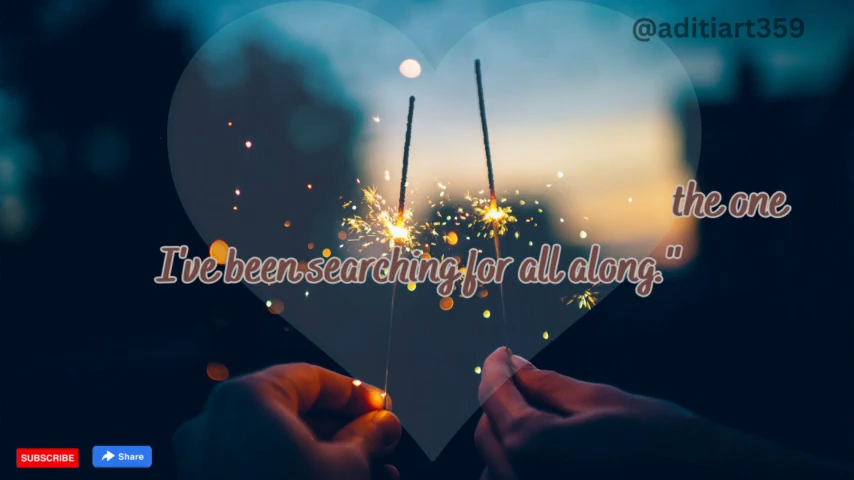 @aditiart359
the one
I've been searching for all along."
SUBSCRIBE
Share